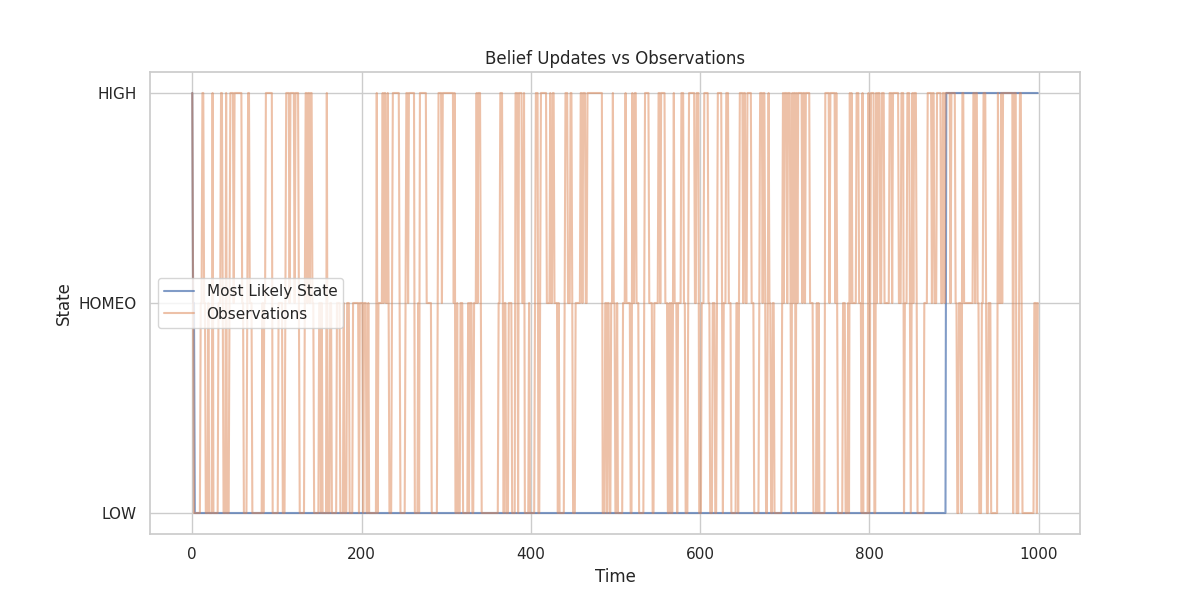 Belief Updates vs Observations
HIGH
HOMEO
LOW
State
Most Likely State
Observations
0
200
400
600
800
1000
Time